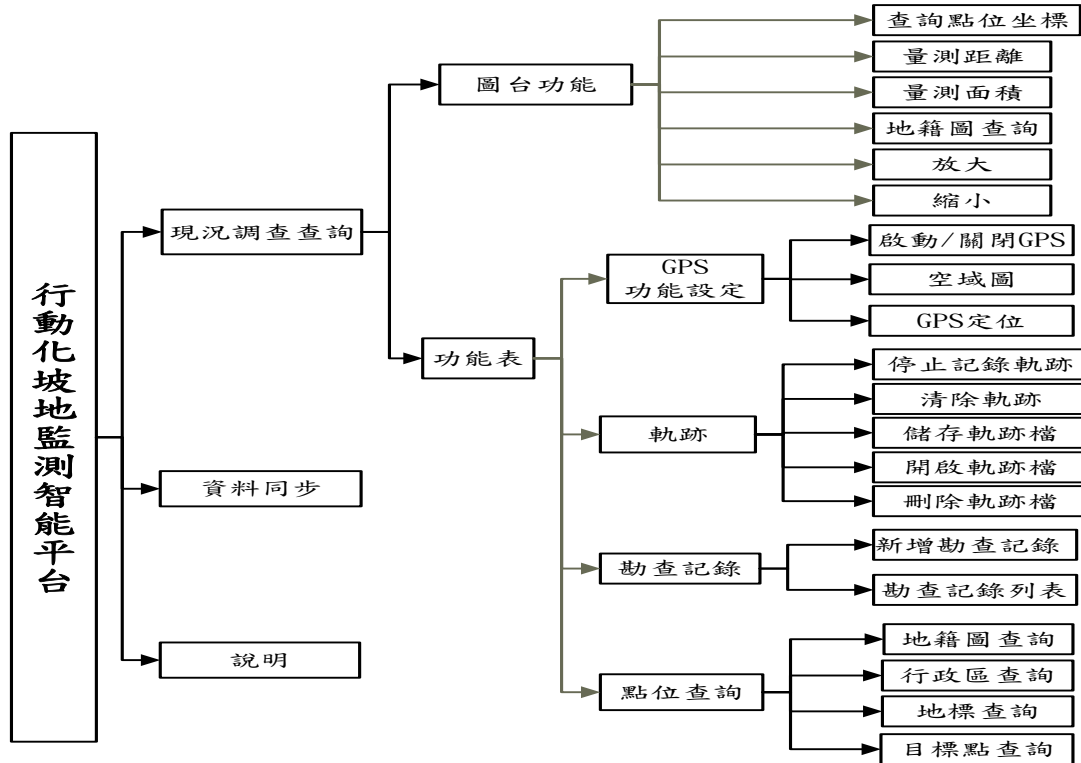 行動化坡地監測智能平台
現況調查查詢
資料同步
說明
圖台功能
功能表
查詢點位坐標
量測距離
量測面積
地籍圖查詢
放大
縮小
GPS
功能設定
啟動/關閉GPS
空域圖
GPS定位
軌跡
停止記錄軌跡
清除軌跡
儲存軌跡檔
開啟軌跡檔
刪除軌跡檔
勘查記錄
新增勘查記錄
勘查記錄列表
點位查詢
地籍圖查詢
行政區查詢
地標查詢
目標點查詢